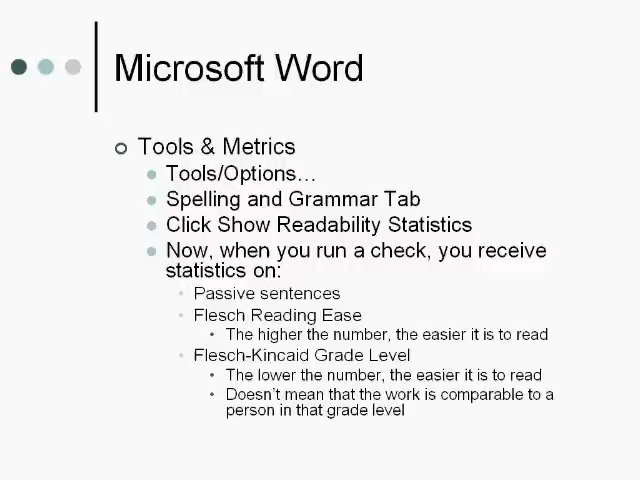 Microsoft Word
Tools & Metrics
Tools/Options…
Spelling and Grammar Tab
Click Show Readability Statistics
Now, when you run a check, you receive
statistics on:
Passive sentences
Flesch Reading Ease
The higher the number, the easier it is to read
Flesch-Kincaid Grade Level
The lower the number, the easier it is to read
Doesn't mean that the work is comparable to a
person in that grade level